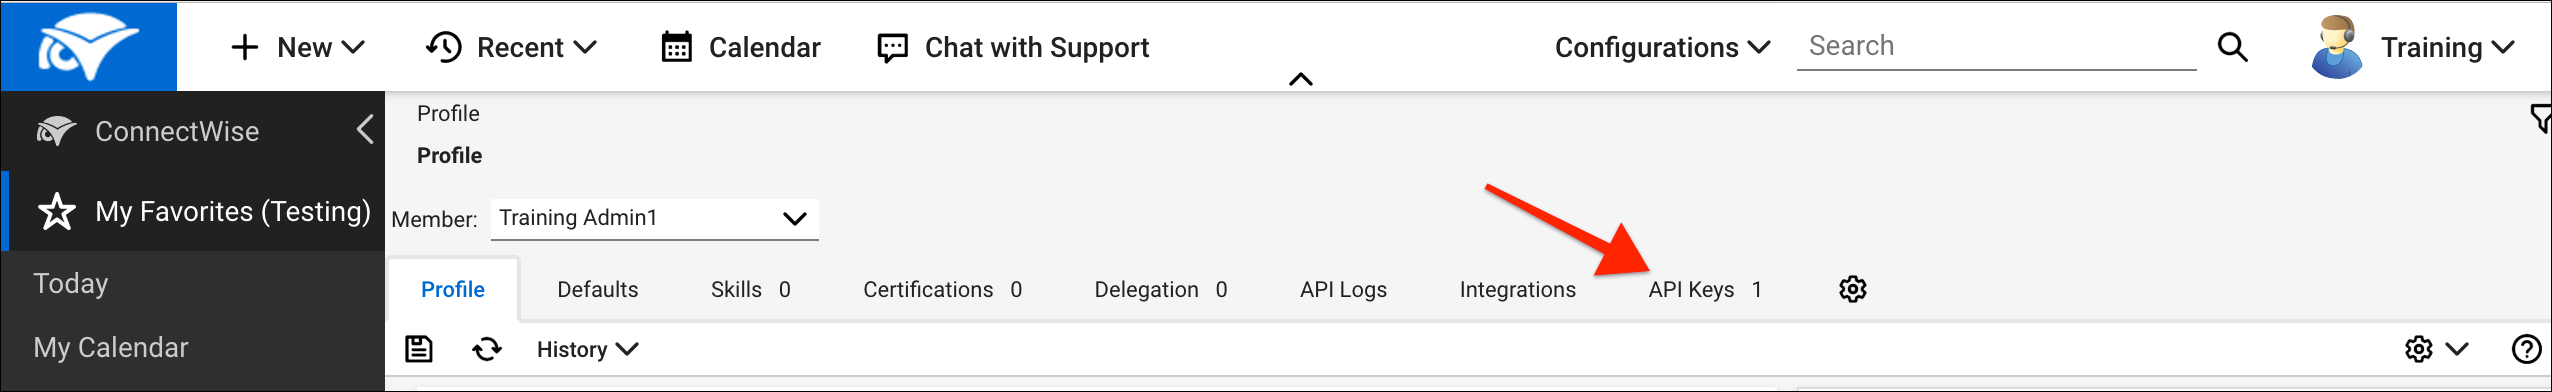 New Recent Calendar Chat with Support Configurations Search Training
ConnectWise
My Favorites (Testing)
Today
My Calendar
Profile
Profile
Member: Training Admin1
Profile Defaults Skills 0 Certifications 0 Delegation 0 API Logs Integrations API Keys 1
History